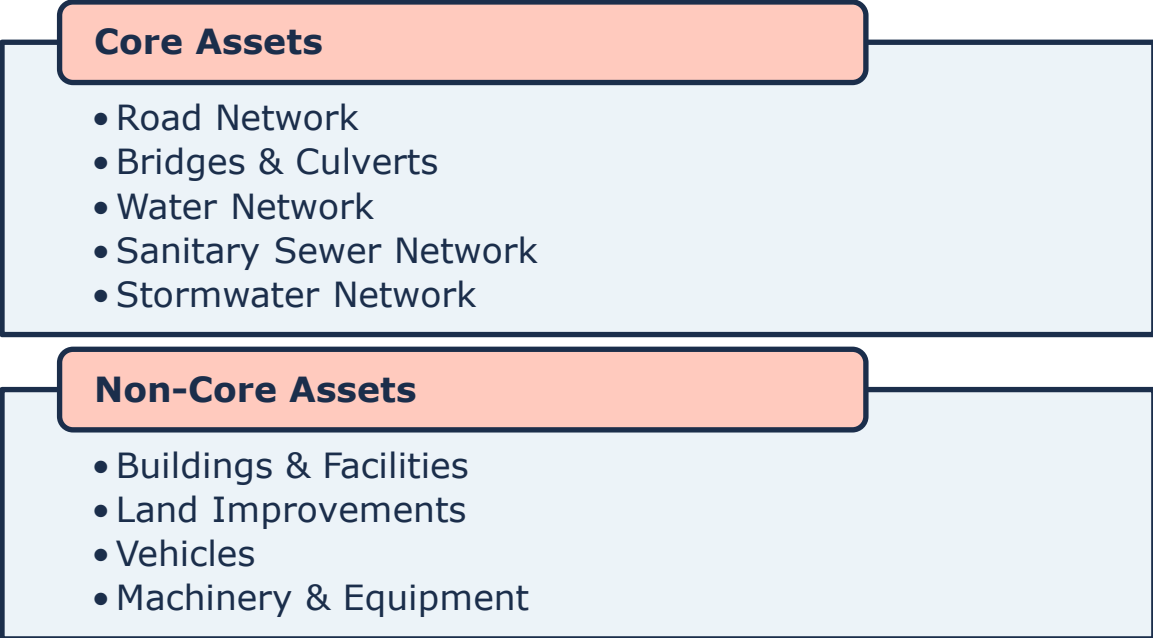 Core Assets
• Road Network
• Bridges & Culverts
• Water Network
• Sanitary Sewer Network
• Stormwater Network
Non-Core Assets
• Buildings & Facilities
• Land Improvements
• Vehicles
• Machinery & Equipment